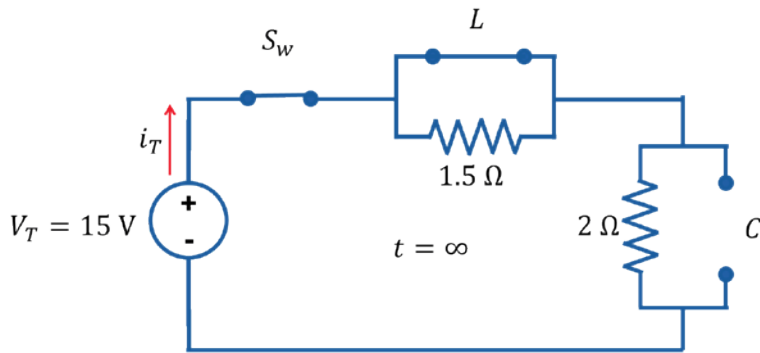 L
S_w
i_T
1.5 Ω
+
V_T = 15 V
-
2 Ω
C
t = ∞